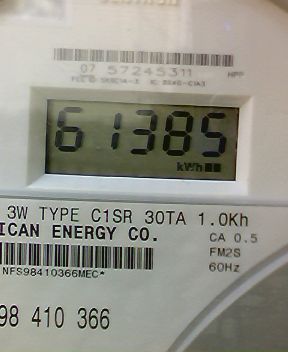 07 57245311 HPP
61385
kWh
3W TYPE C1SR 30TA 1.0Kh
ICAN ENERGY CO.
CA 0.5
FM2S
60Hz
NFS98410366MEC*
98 410 366